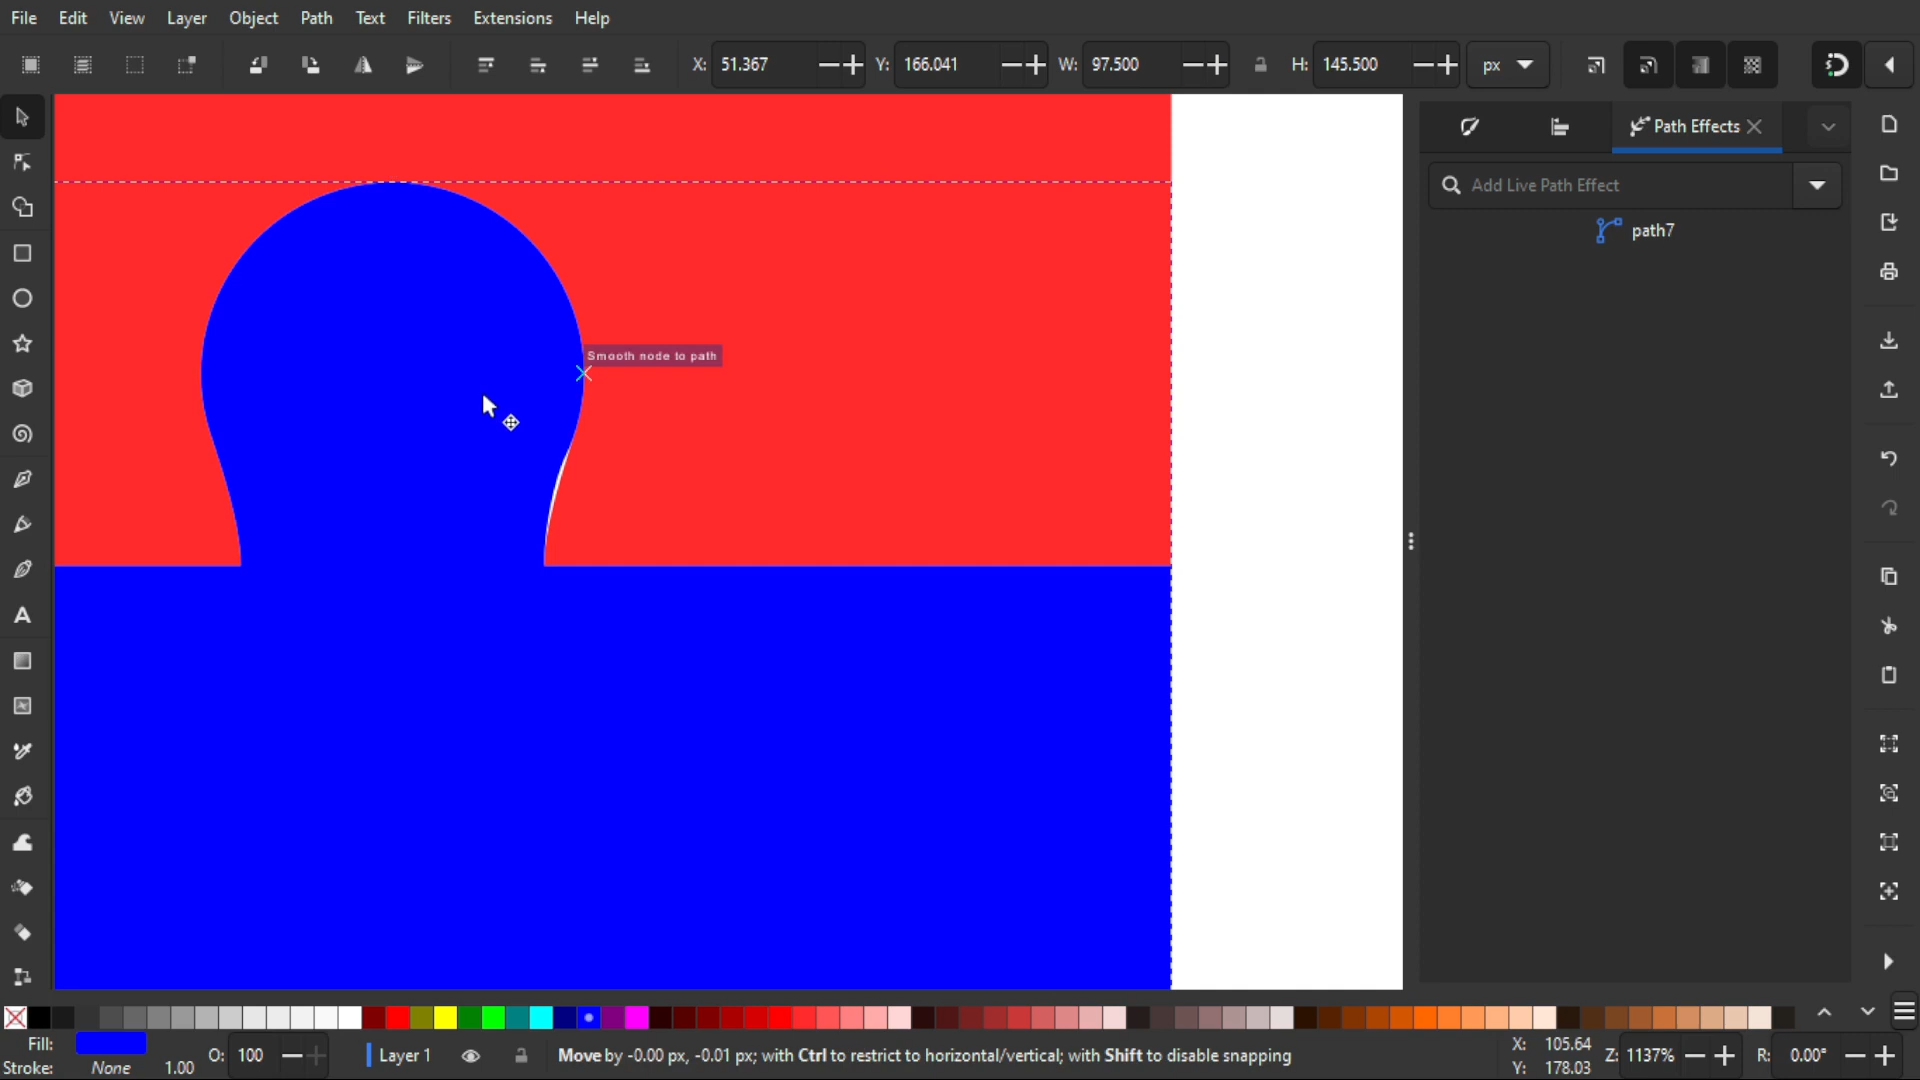 File Edit View Layer Object Path Text Filters Extensions Help
X: 51.367 Y: 166.041 W: 97.500 H: 145.500 px
Path Effects
Add Live Path Effect
path7
Smooth node to path
Fill:
Stroke: None 1.00
O: 100
Layer 1
Move by -0.00 px, -0.01 px; with Ctrl to restrict to horizontal/vertical; with Shift to disable snapping
X: 105.64
Y: 178.03
Z: 1137%
R: 0.00°